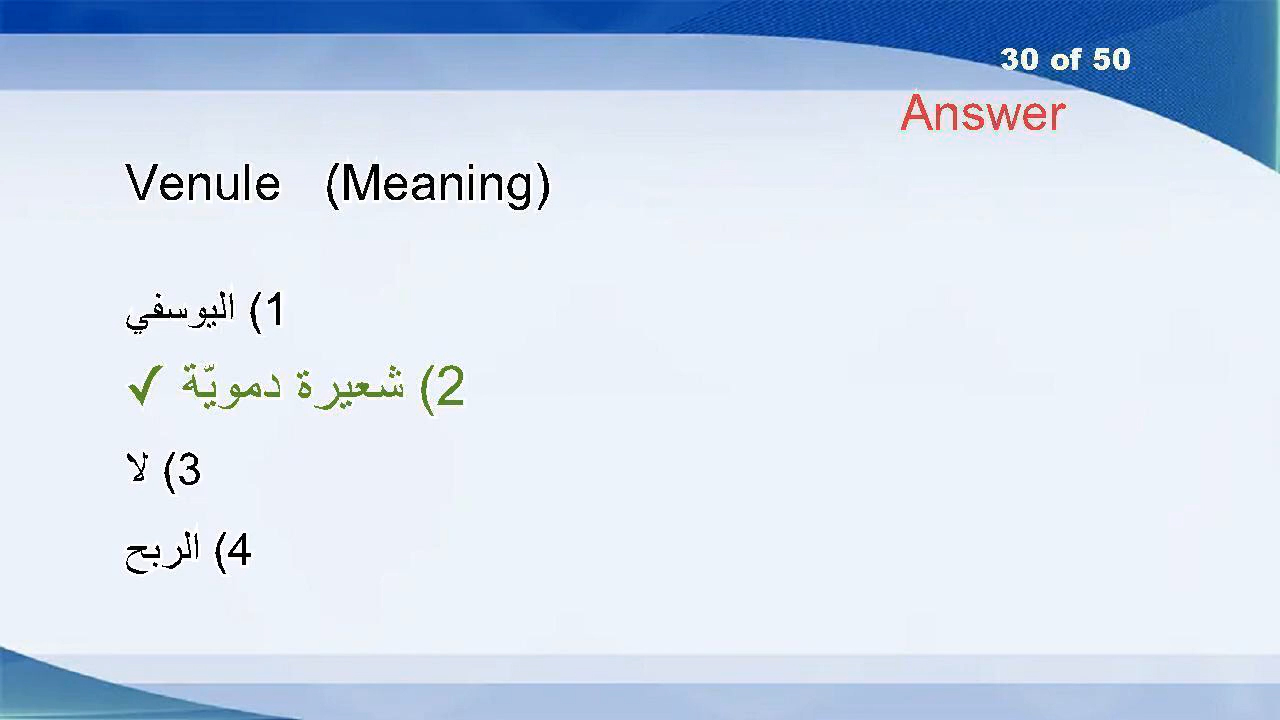 30 of 50
Answer
Venule (Meaning)
1) اليوسفي
2) شعيرة دمويّة ✓
3) لا
4) الربح